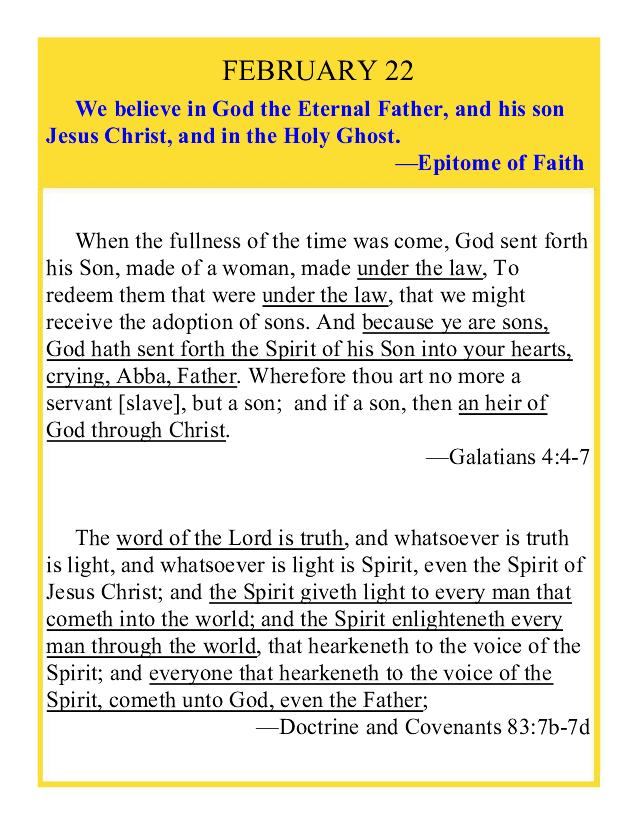 FEBRUARY 22
We believe in God the Eternal Father, and his son
Jesus Christ, and in the Holy Ghost.
—Epitome of Faith
When the fullness of the time was come, God sent forth
his Son, made of a woman, made under the law, To
redeem them that were under the law, that we might
receive the adoption of sons. And because ye are sons,
God hath sent forth the Spirit of his Son into your hearts,
crying, Abba, Father. Wherefore thou art no more a
servant [slave], but a son;  and if a son, then an heir of
God through Christ.
—Galatians 4:4-7
The word of the Lord is truth, and whatsoever is truth
is light, and whatsoever is light is Spirit, even the Spirit of
Jesus Christ; and the Spirit giveth light to every man that
cometh into the world; and the Spirit enlighteneth every
man through the world, that hearkeneth to the voice of the
Spirit; and everyone that hearkeneth to the voice of the
Spirit, cometh unto God, even the Father;
—Doctrine and Covenants 83:7b-7d